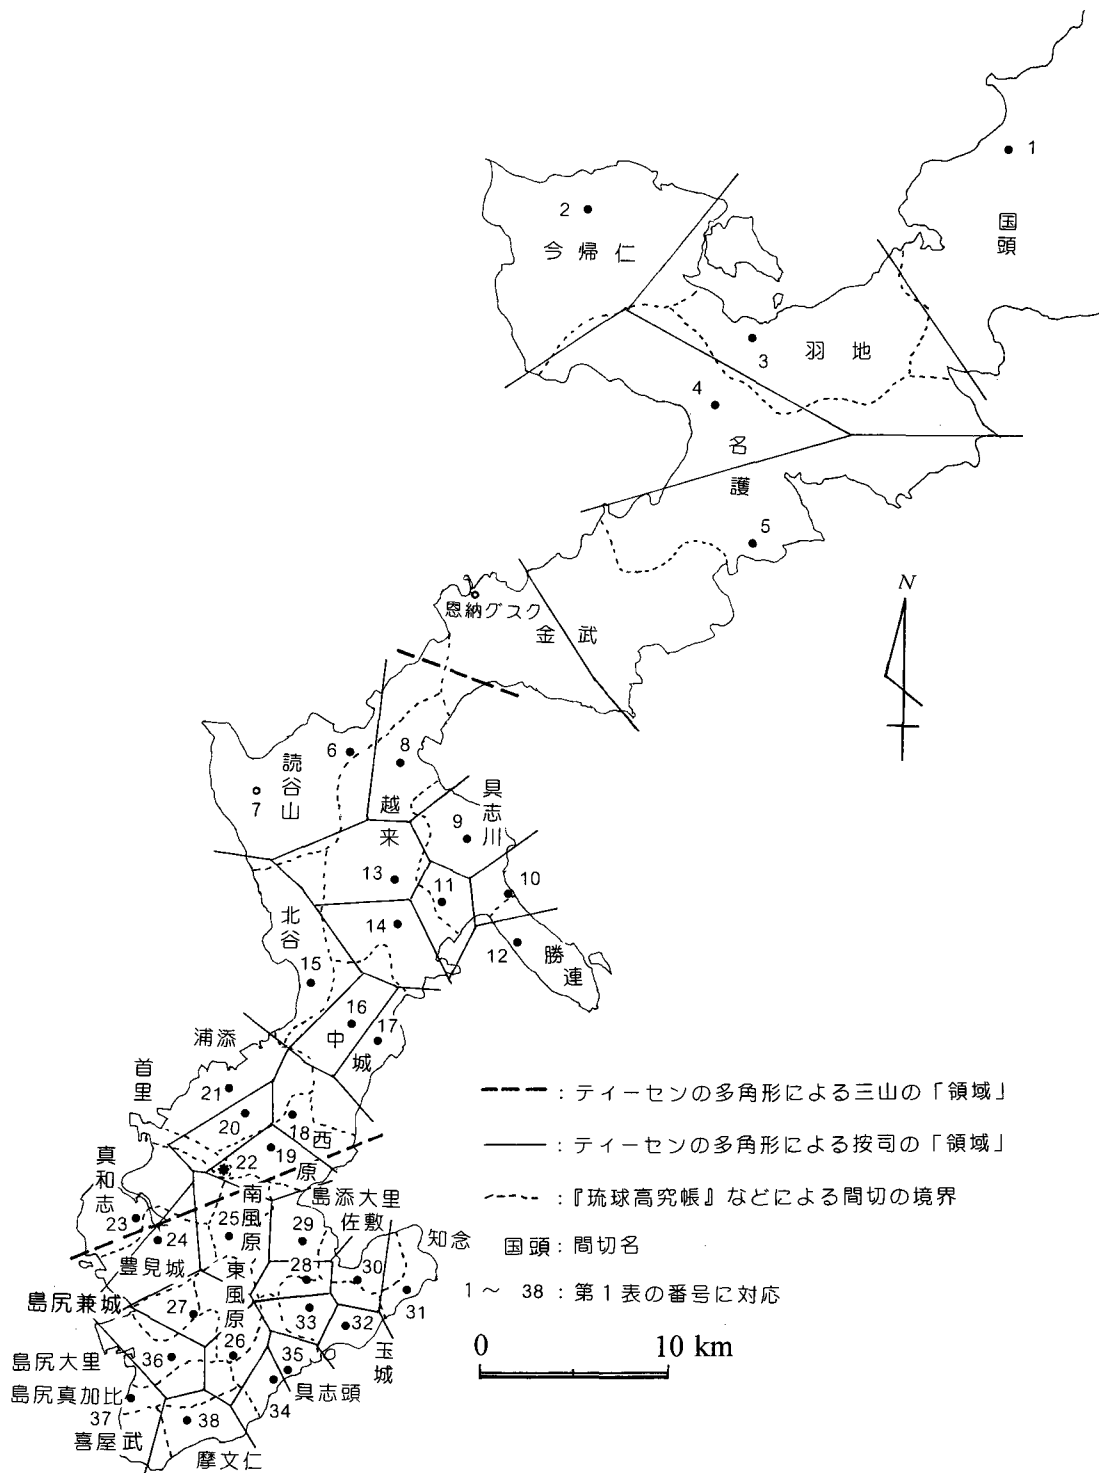 1
国頭
2
今帰仁
3
羽地
4
名護
5
N
恩納グスク
金武
6
8
読谷山
7
越来
具志川
9
13
11
10
北谷
14
12
勝連
15
16
17
中城
浦添
首里
21
20
18
西原
19
22
真和志
南風原
島添大里
23
25
29
佐敷
24
知念
豊見城
東風原
28
30
31
島尻兼城
27
33
32
玉城
26
島尻大里
36
35
島尻真加比
具志頭
37
34
38
喜屋武
摩文仁
:ティーセンの多角形による三山の「領域」
:ティーセンの多角形による按司の「領域」
:『琉球高究帳』などによる間切の境界
国頭:間切名
1~38:第1表の番号に対応
0 10 km